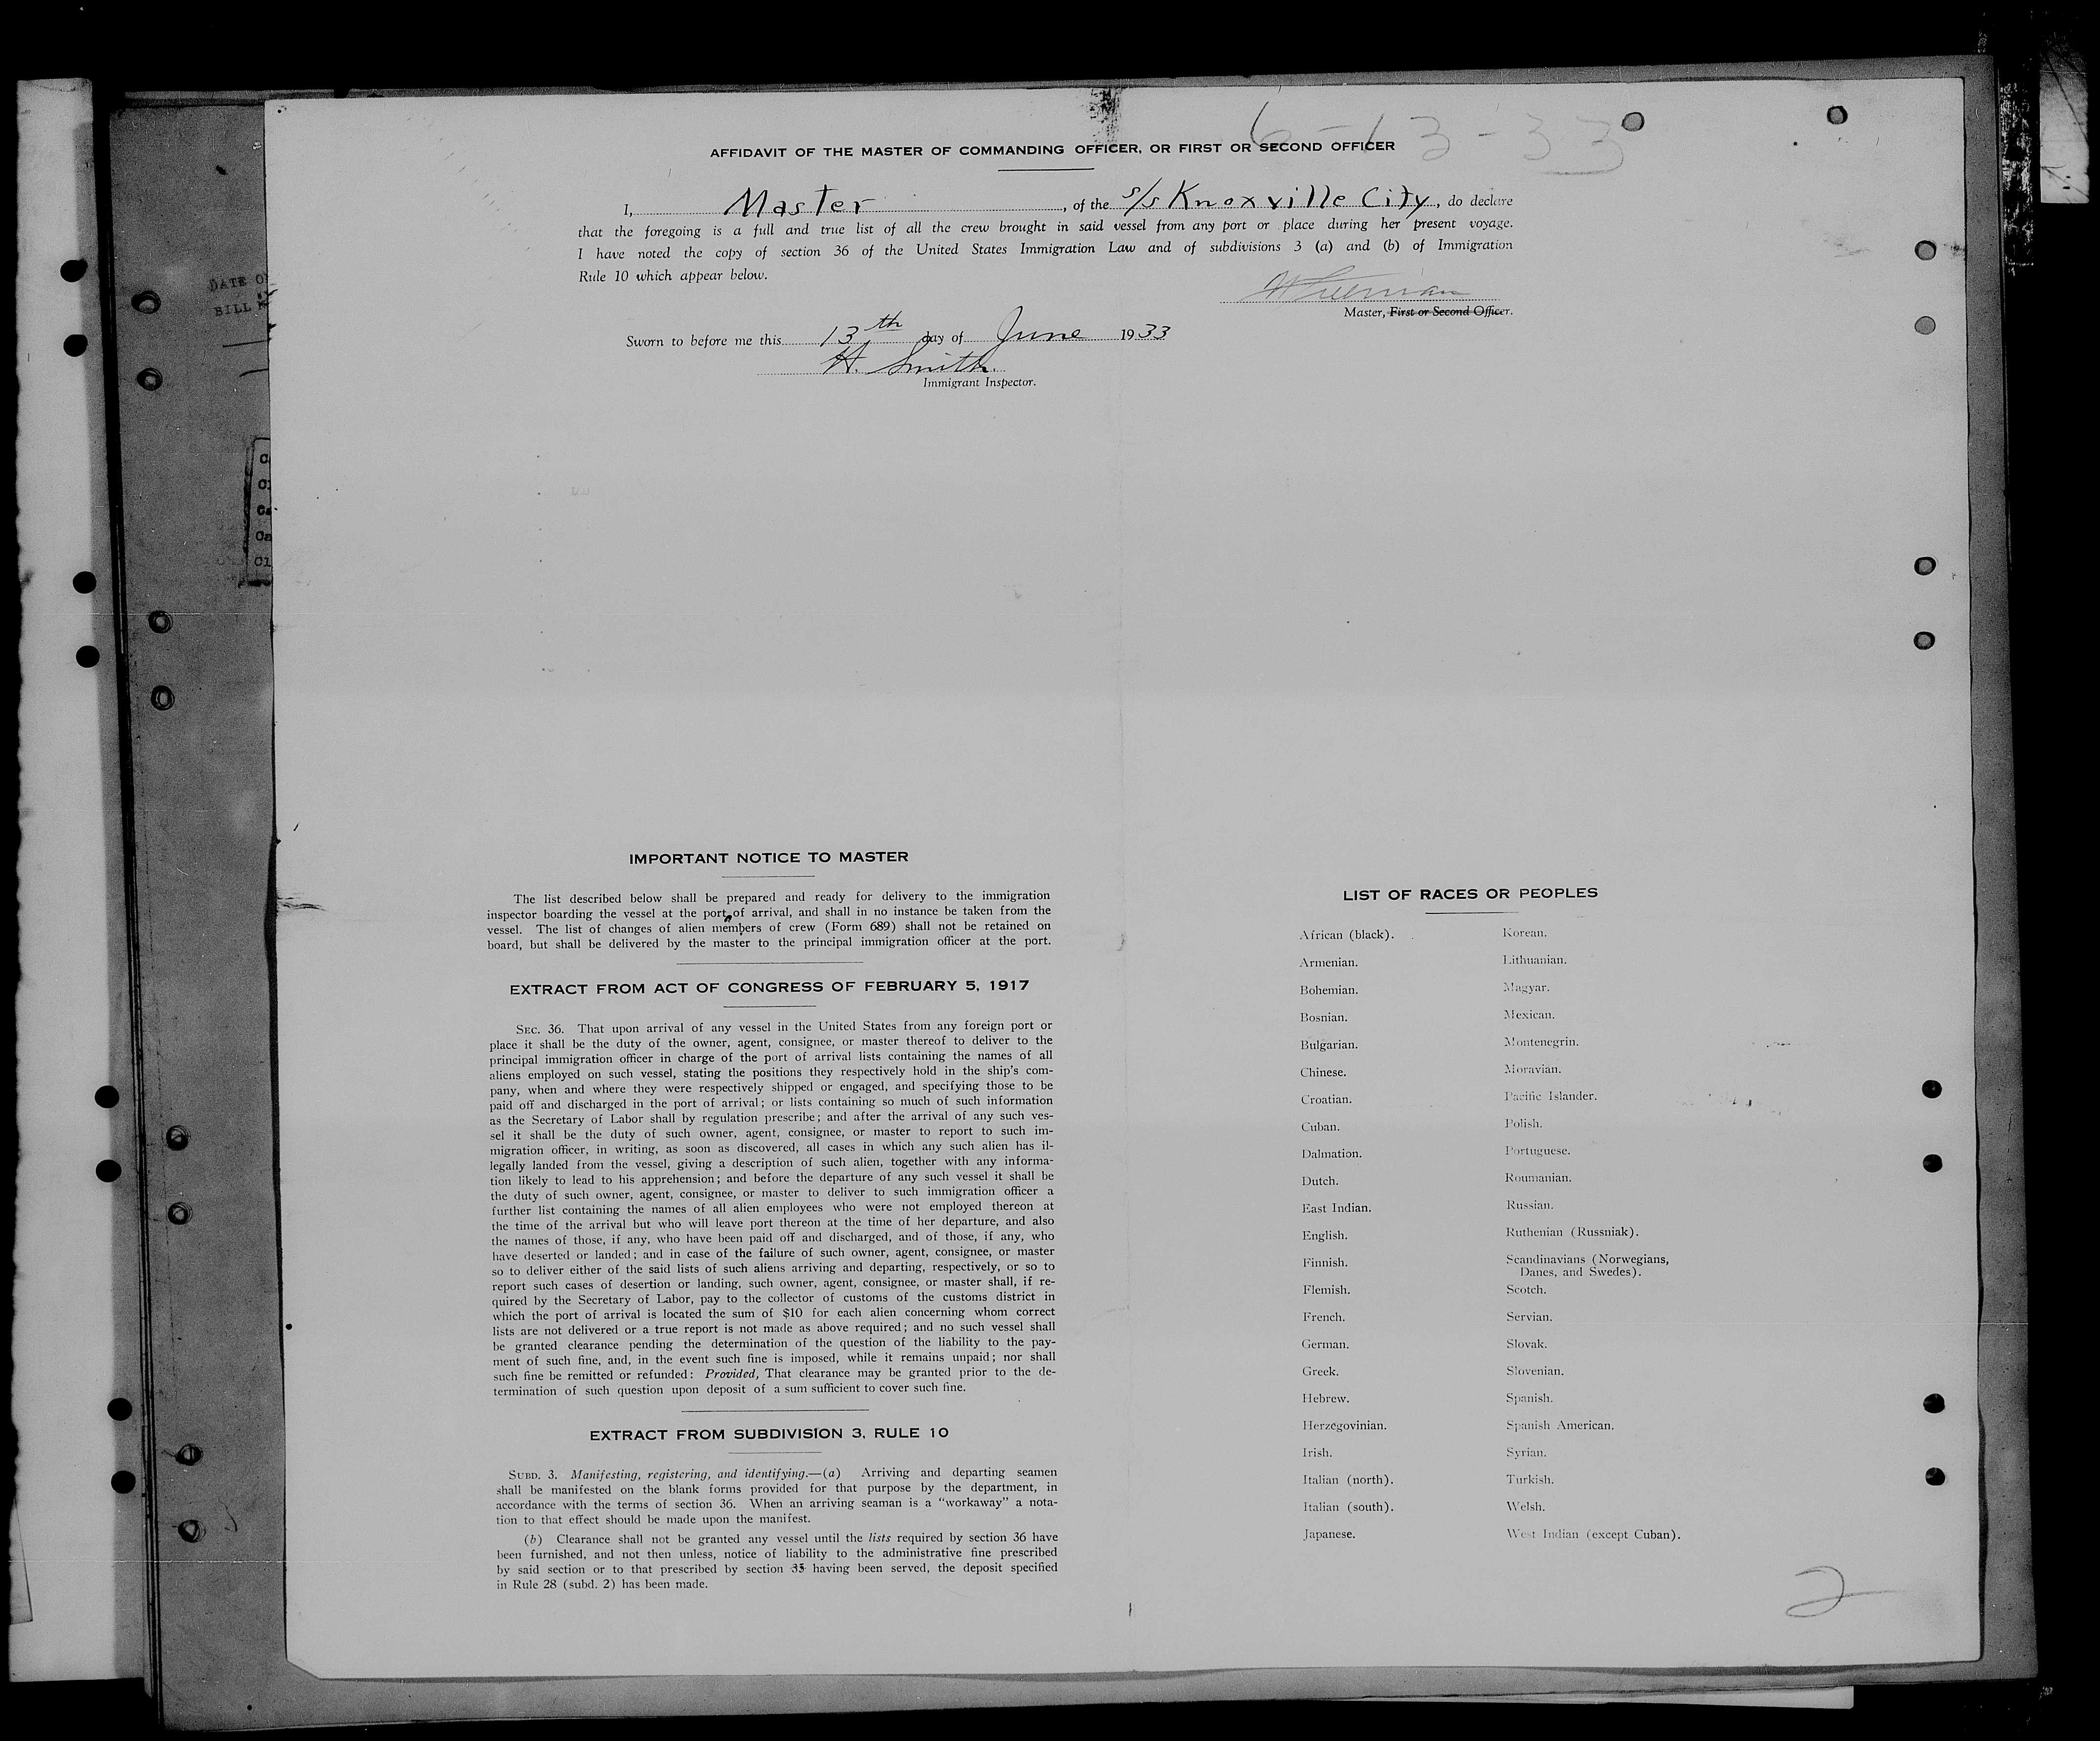 6-13-33
AFFIDAVIT OF THE MASTER OF COMMANDING OFFICER, OR FIRST OR SECOND OFFICER
I, Master, of the s/s Knoxville City, do declare
that the foregoing is a full and true list of all the crew brought in said vessel from any port or place during her present voyage.
I have noted the copy of section 36 of the United States Immigration Law and of subdivisions 3 (a) and (b) of Immigration
Rule 10 which appear below.
Master, First or Second Officer.
Sworn to before me this 13th day of June 1933
H. Smith.
Immigrant Inspector.
DATE O
BILL
IMPORTANT NOTICE TO MASTER
The list described below shall be prepared and ready for delivery to the immigration
inspector boarding the vessel at the port of arrival, and shall in no instance be taken from the
vessel. The list of changes of alien members of crew (Form 689) shall not be retained on
board, but shall be delivered by the master to the principal immigration officer at the port.
EXTRACT FROM ACT OF CONGRESS OF FEBRUARY 5, 1917
SEC. 36. That upon arrival of any vessel in the United States from any foreign port or
place it shall be the duty of the owner, agent, consignee, or master thereof to deliver to the
principal immigration officer in charge of the port of arrival lists containing the names of all
aliens employed on such vessel, stating the positions they respectively hold in the ship's com-
pany, when and where they were respectively shipped or engaged, and specifying those to be
paid off and discharged in the port of arrival; or lists containing so much of such information
as the Secretary of Labor shall by regulation prescribe; and after the arrival of any such ves-
sel it shall be the duty of such owner, agent, consignee, or master to report to such im-
migration officer, in writing, as soon as discovered, all cases in which any such alien has il-
legally landed from the vessel, giving a description of such alien, together with any informa-
tion likely to lead to his apprehension; and before the departure of any such vessel it shall be
the duty of such owner, agent, consignee, or master to deliver to such immigration officer a
further list containing the names of all alien employees who were not employed thereon at
the time of the arrival but who will leave port thereon at the time of her departure, and also
the names of those, if any, who have been paid off and discharged, and of those, if any, who
have deserted or landed; and in case of the failure of such owner, agent, consignee, or master
so to deliver either of the said lists of such aliens arriving and departing, respectively, or so to
report such cases of desertion or landing, such owner, agent, consignee, or master shall, if re-
quired by the Secretary of Labor, pay to the collector of customs of the customs district in
which the port of arrival is located the sum of $10 for each alien concerning whom correct
lists are not delivered or a true report is not made as above required; and no such vessel shall
be granted clearance pending the determination of the question of the liability to the pay-
ment of such fine, and, in the event such fine is imposed, while it remains unpaid; nor shall
such fine be remitted or refunded: Provided, That clearance may be granted prior to the de-
termination of such question upon deposit of a sum sufficient to cover such fine.
EXTRACT FROM SUBDIVISION 3, RULE 10
SUBD. 3. Manifesting, registering, and identifying.—(a) Arriving and departing seamen
shall be manifested on the blank forms provided for that purpose by the department, in
accordance with the terms of section 36. When an arriving seaman is a "workaway" a nota-
tion to that effect should be made upon the manifest.
(b) Clearance shall not be granted any vessel until the lists required by section 36 have
been furnished, and not then unless, notice of liability to the administrative fine prescribed
by said section or to that prescribed by section 35 having been served, the deposit specified
in Rule 28 (subd. 2) has been made.
LIST OF RACES OR PEOPLES
African (black).
Armenian.
Bohemian.
Bosnian.
Bulgarian.
Chinese.
Croatian.
Cuban.
Dalmation.
Dutch.
East Indian.
English.
Finnish.
Flemish.
French.
German.
Greek.
Hebrew.
Herzegovinian.
Irish.
Italian (north).
Italian (south).
Japanese.
Korean.
Lithuanian.
Magyar.
Mexican.
Montenegrin.
Moravian.
Pacific Islander.
Polish.
Portuguese.
Roumanian.
Russian.
Ruthenian (Russniak).
Scandinavians (Norwegians,
Danes, and Swedes).
Scotch.
Servian.
Slovak.
Slovenian.
Spanish.
Spanish American.
Syrian.
Turkish.
Welsh.
West Indian (except Cuban).
2